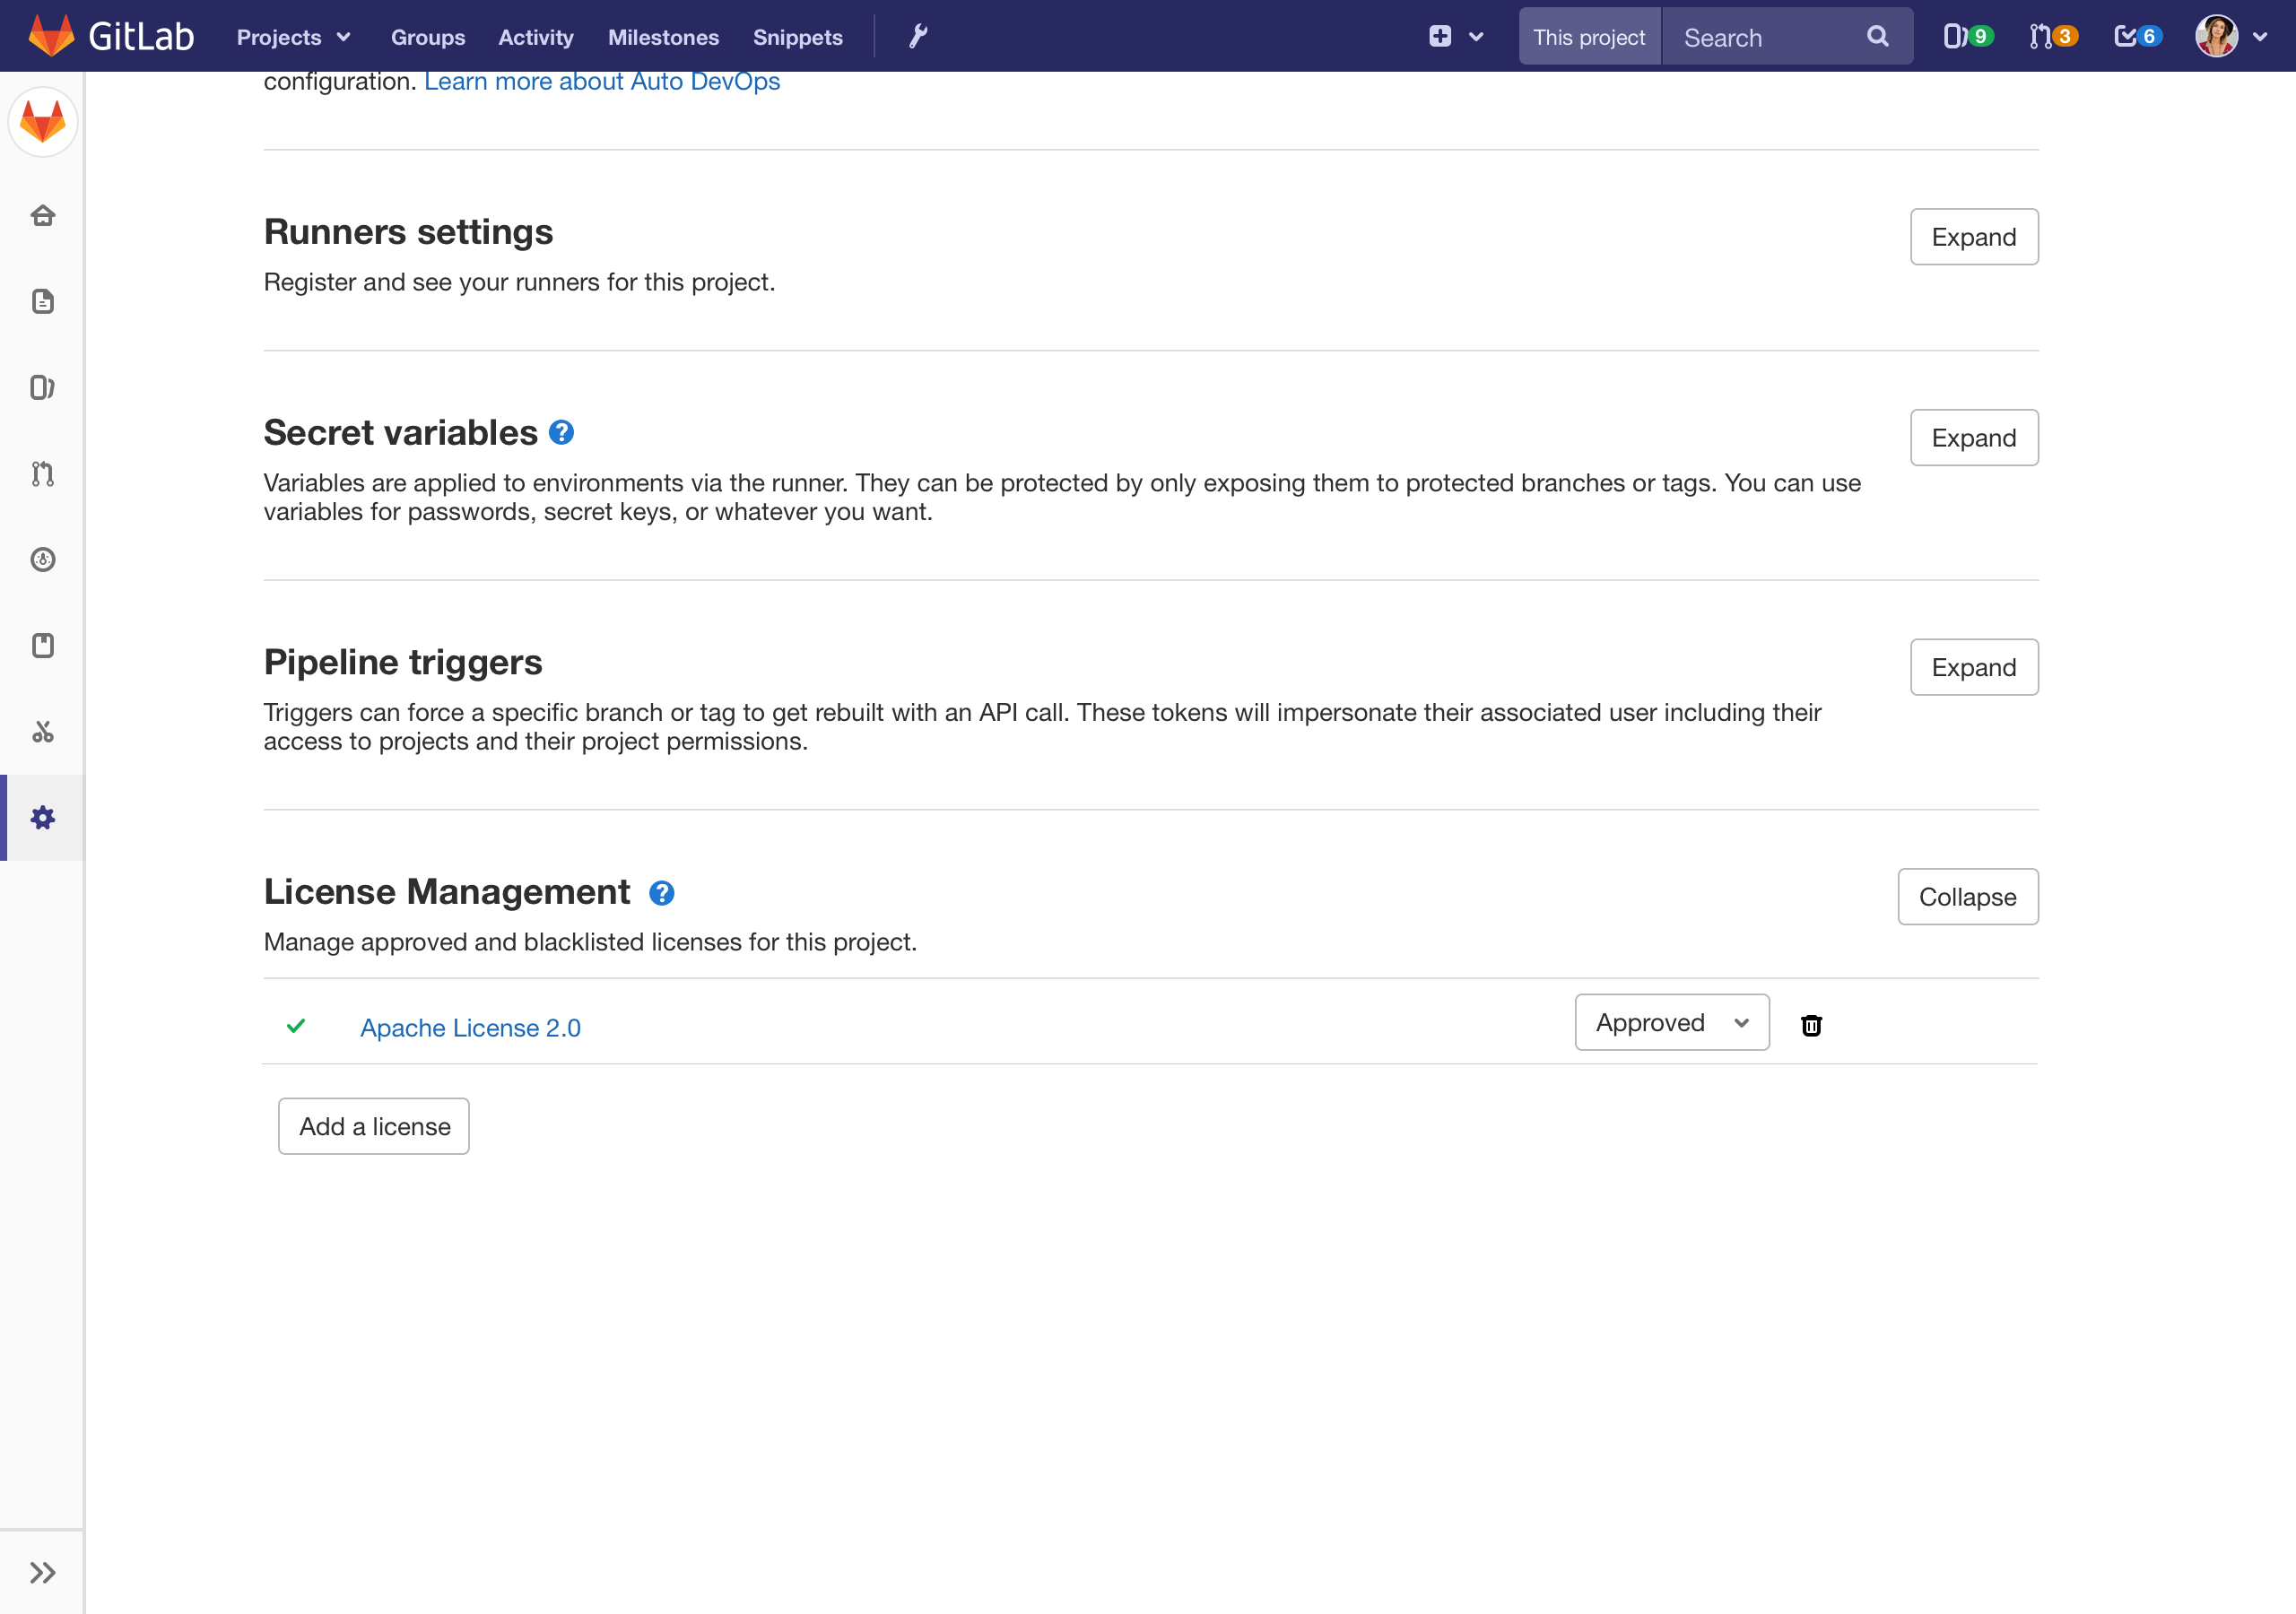 GitLab Projects Groups Activity Milestones Snippets This project Search 9 3 6
configuration. Learn more about Auto DevOps
Runners settings
Expand
Register and see your runners for this project.
Secret variables ?
Expand
Variables are applied to environments via the runner. They can be protected by only exposing them to protected branches or tags. You can use
variables for passwords, secret keys, or whatever you want.
Pipeline triggers
Expand
Triggers can force a specific branch or tag to get rebuilt with an API call. These tokens will impersonate their associated user including their
access to projects and their project permissions.
License Management ?
Collapse
Manage approved and blacklisted licenses for this project.
Apache License 2.0 Approved
Add a license